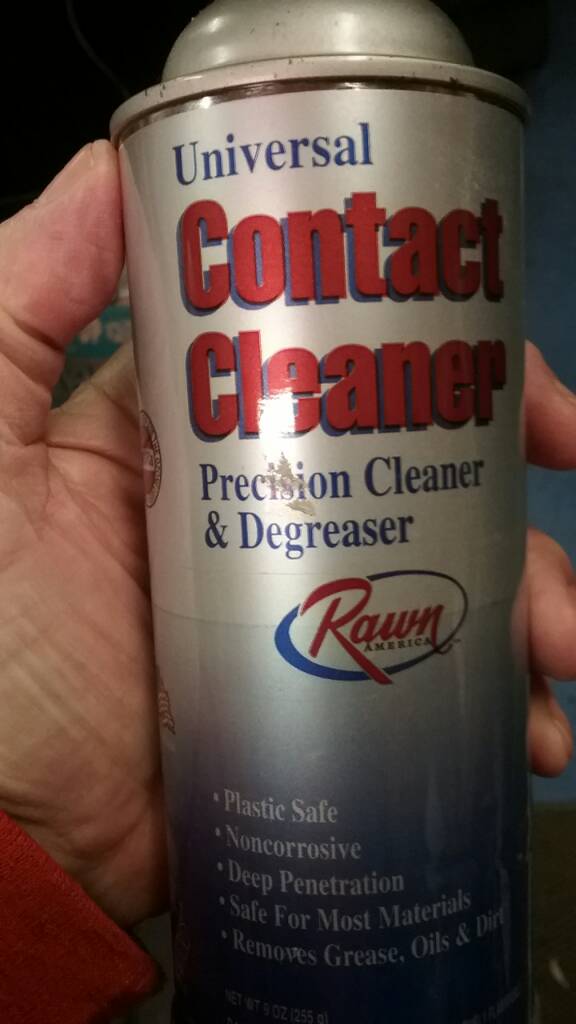 Universal
Contact
Cleaner
Precision Cleaner
& Degreaser
Rawn
AMERICA
• Plastic Safe
• Noncorrosive
• Deep Penetration
• Safe For Most Materials
• Removes Grease, Oils & Dirt
NET WT 9 OZ (255 g)